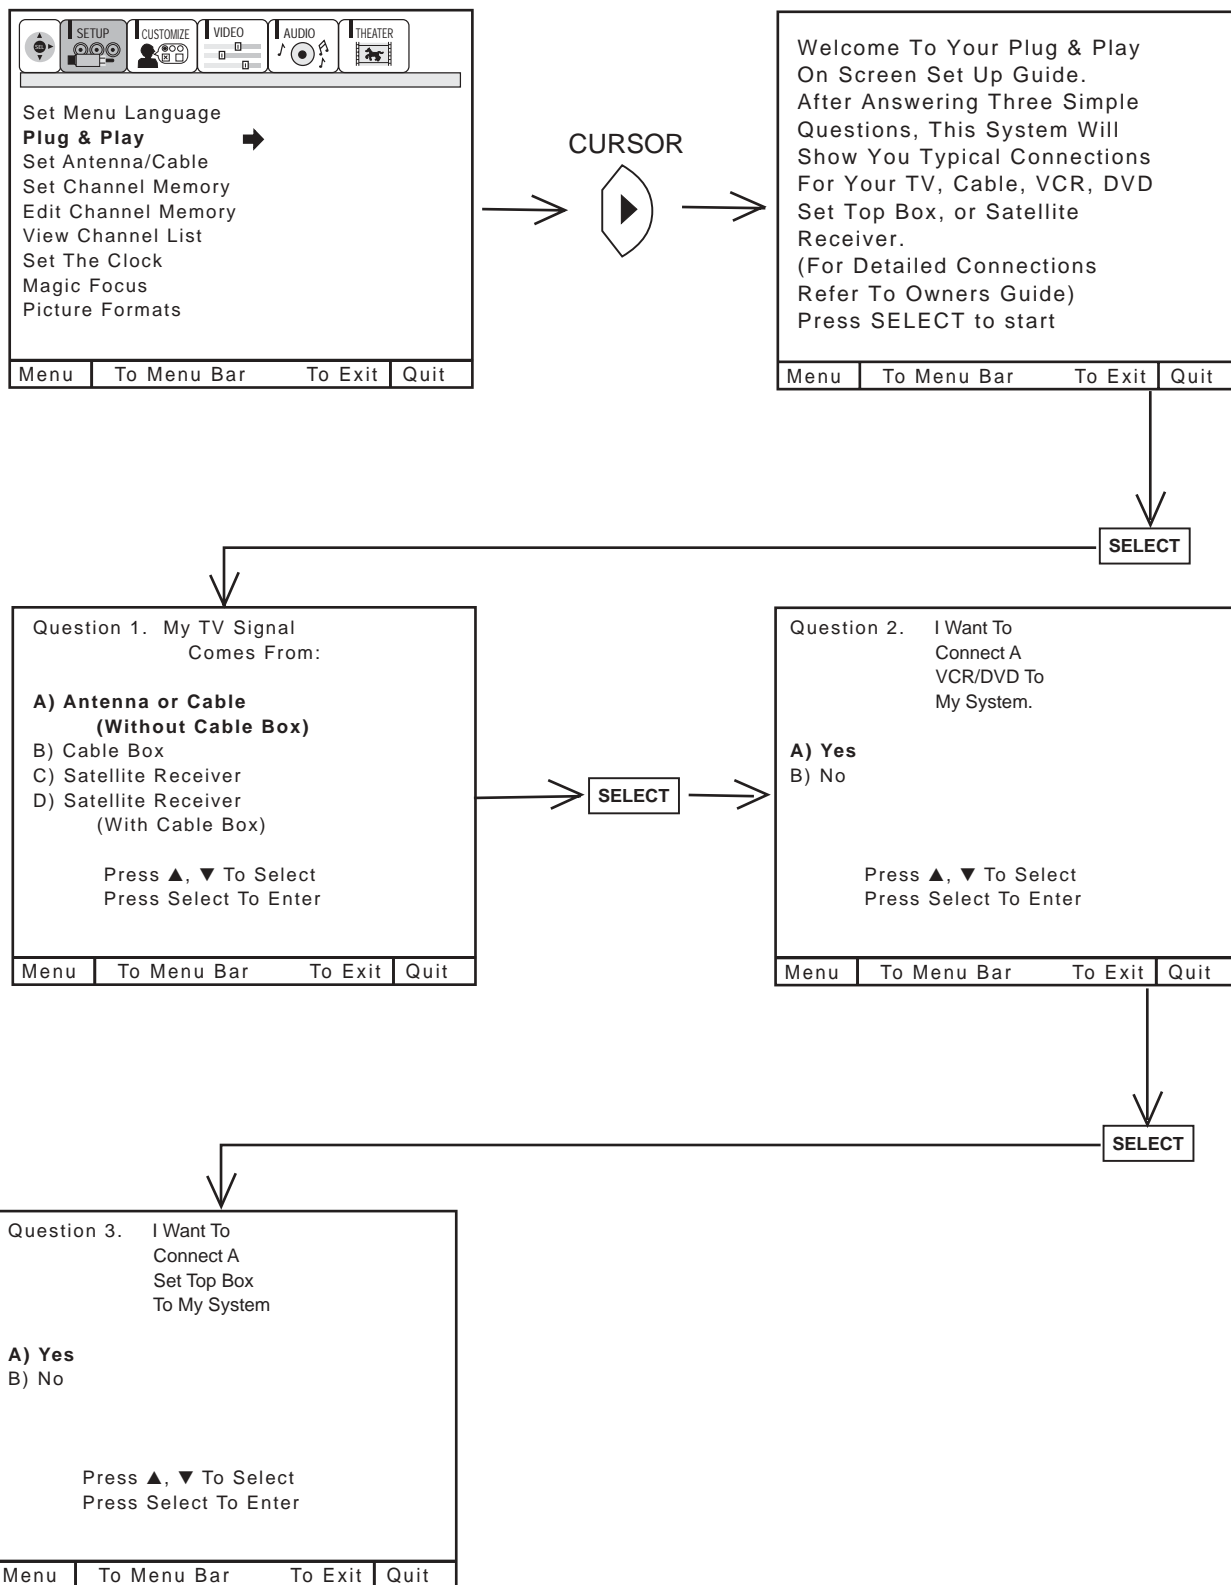 SETUP
CUSTOMIZE
VIDEO
AUDIO
THEATER
SEL
Set Menu Language
Plug & Play
Set Antenna/Cable
Set Channel Memory
Edit Channel Memory
View Channel List
Set The Clock
Magic Focus
Picture Formats
Menu To Menu Bar To Exit Quit
CURSOR
Welcome To Your Plug & Play
On Screen Set Up Guide.
After Answering Three Simple
Questions, This System Will
Show You Typical Connections
For Your TV, Cable, VCR, DVD
Set Top Box, or Satellite
Receiver.
(For Detailed Connections
Refer To Owners Guide)
Press SELECT to start
Menu To Menu Bar To Exit Quit
SELECT
Question 1. My TV Signal
Comes From:
A) Antenna or Cable
(Without Cable Box)
B) Cable Box
C) Satellite Receiver
D) Satellite Receiver
(With Cable Box)
Press ▲, ▼ To Select
Press Select To Enter
Menu To Menu Bar To Exit Quit
SELECT
Question 2. I Want To
Connect A
VCR/DVD To
My System.
A) Yes
B) No
Press ▲, ▼ To Select
Press Select To Enter
Menu To Menu Bar To Exit Quit
SELECT
Question 3. I Want To
Connect A
Set Top Box
To My System
A) Yes
B) No
Press ▲, ▼ To Select
Press Select To Enter
Menu To Menu Bar To Exit Quit